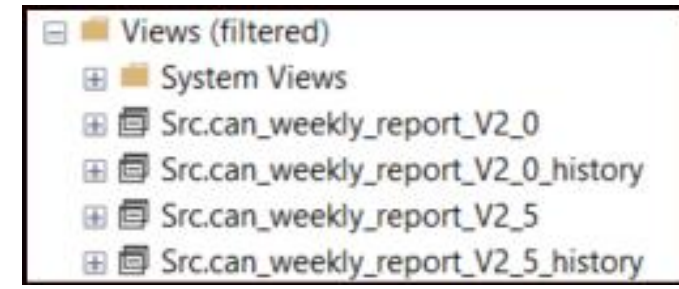 Views (filtered)
System Views
Src.can_weekly_report_V2_0
Src.can_weekly_report_V2_0_history
Src.can_weekly_report_V2_5
Src.can_weekly_report_V2_5_history